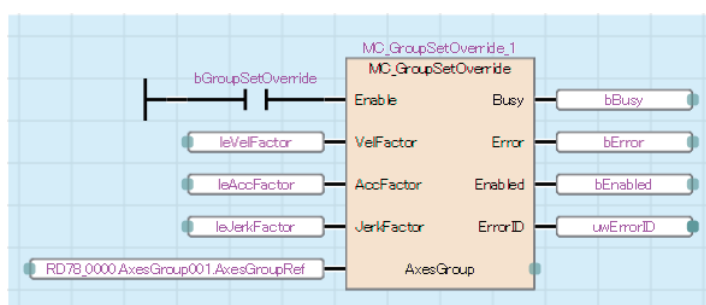 MC_GroupSetOverride_1
MC_GroupSetOverride
bGroupSetOverride
Enable Busy bBusy
leVelFactor VelFactor Error bError
leAccFactor AccFactor Enabled bEnabled
leJerkFactor JerkFactor ErrorID uwErrorID
RD78_0000.AxesGroup001.AxesGroupRef AxesGroup